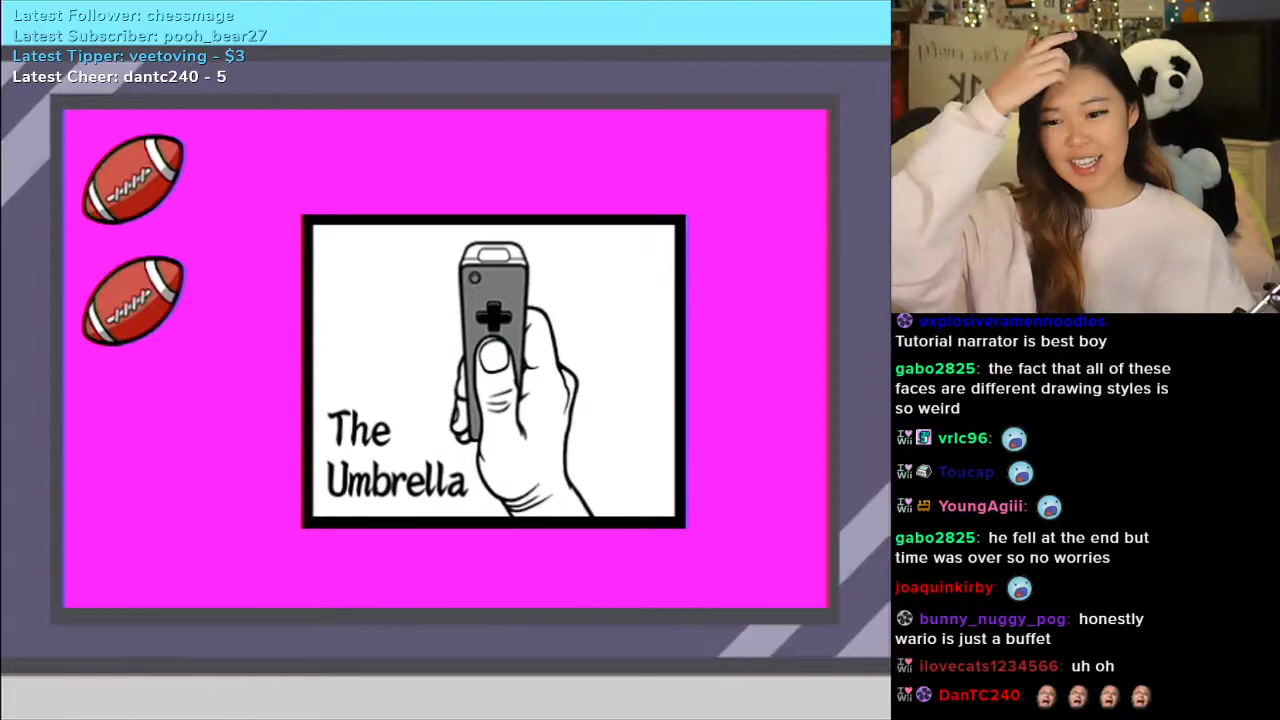 Latest Follower: chessmage
Latest Subscriber: pooh_bear27
Latest Tipper: veetoving - $3
Latest Cheer: dantc240 - 5
The
Umbrella
explosiveramennoodles:
Tutorial narrator is best boy
gabo2825: the fact that all of these
faces are different drawing styles is
so weird
vrlc96:
Toucap
YoungAgiii:
gabo2825: he fell at the end but
time was over so no worries
joaquinkirby:
bunny_nuggy_pog: honestly
wario is just a buffet
ilovecats1234566: uh oh
DanTC240: